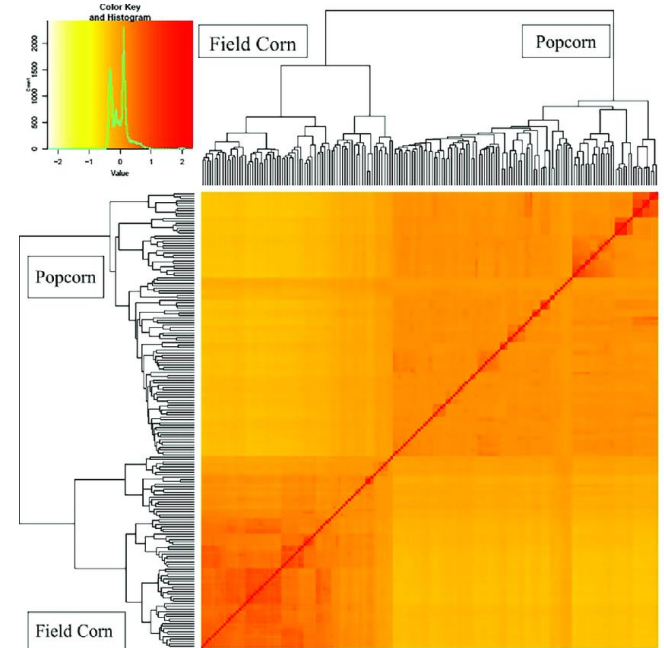 Color Key
and Histogram
Count
0 500 1000 1500 2000
−2 −1 0 1 2
Value
Field Corn
Popcorn
Popcorn
Field Corn